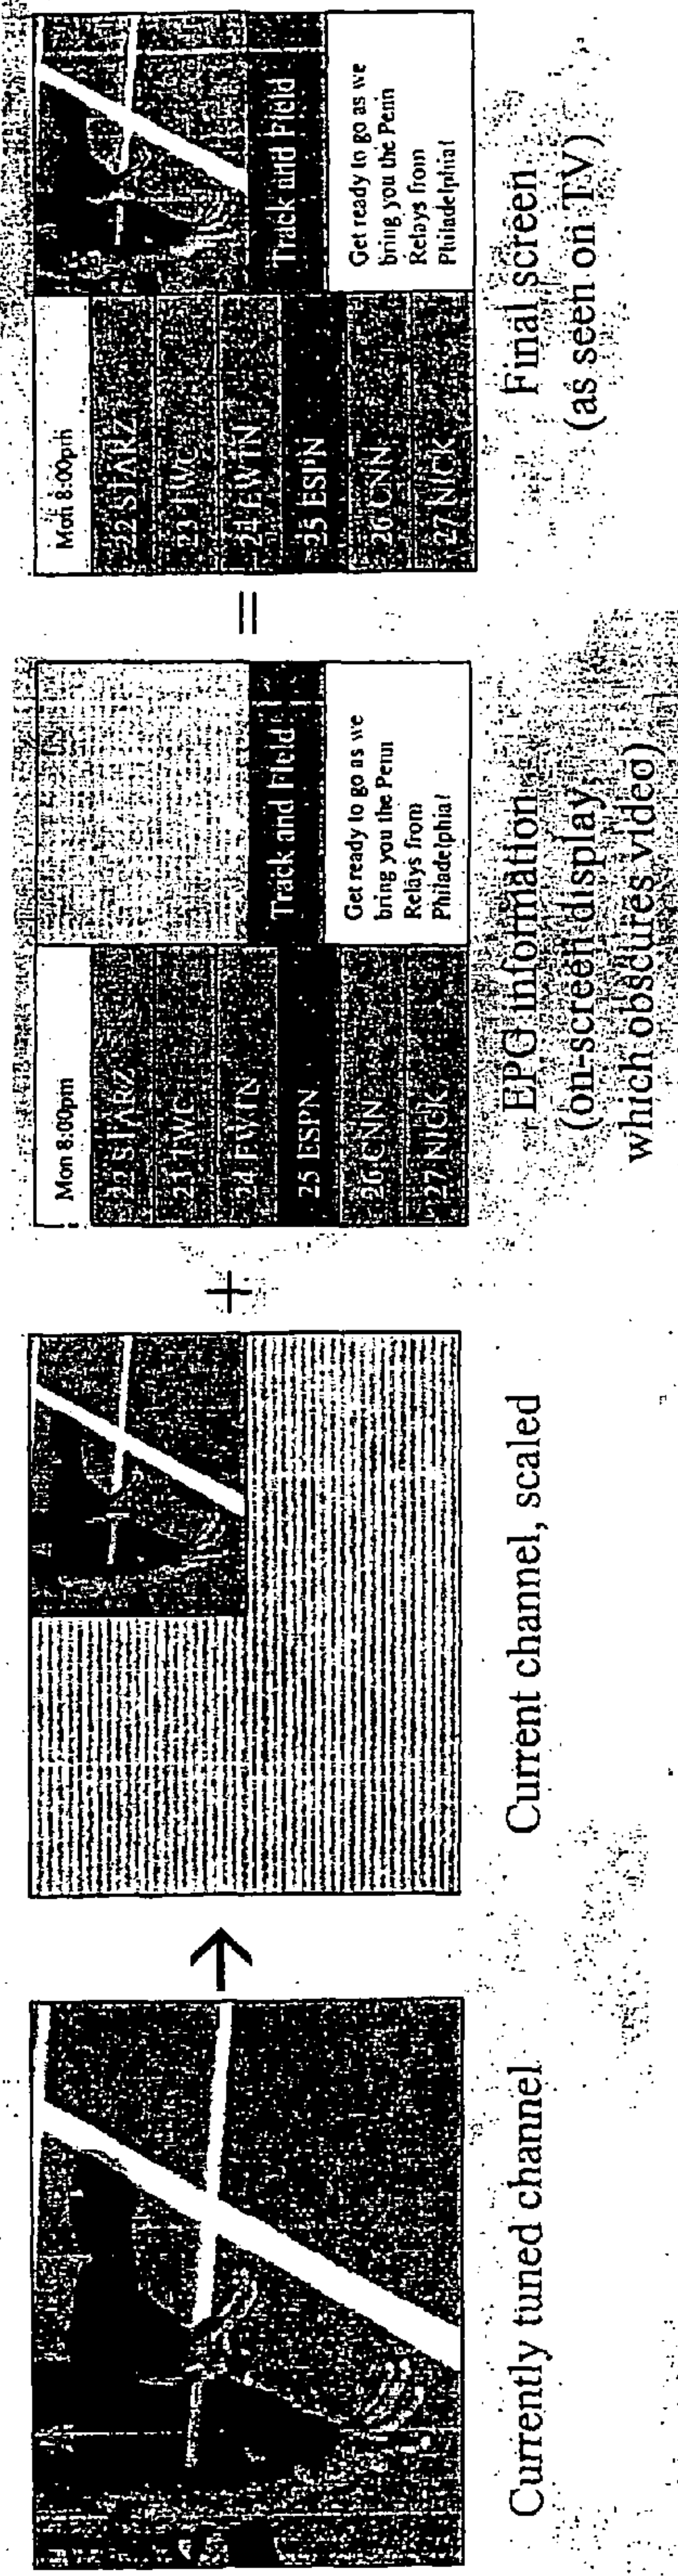 Currently tuned channel
→
Current channel, scaled
+
Mon 8:00pm
22 STARZ
23 TWC
25 ESPN
26 CNN
27 NICK
Track and Field
Get ready to go as we
bring you the Penn
Relays from
Philadelphia!
EPG information
(on-screen display,
which obscures video)
=
Mon 8:00pm
22 STARZ
23 TWC
24 EWTN
25 ESPN
26 CNN
27 NICK
Track and Field
Get ready to go as we
bring you the Penn
Relays from
Philadelphia!
Final screen
(as seen on TV)